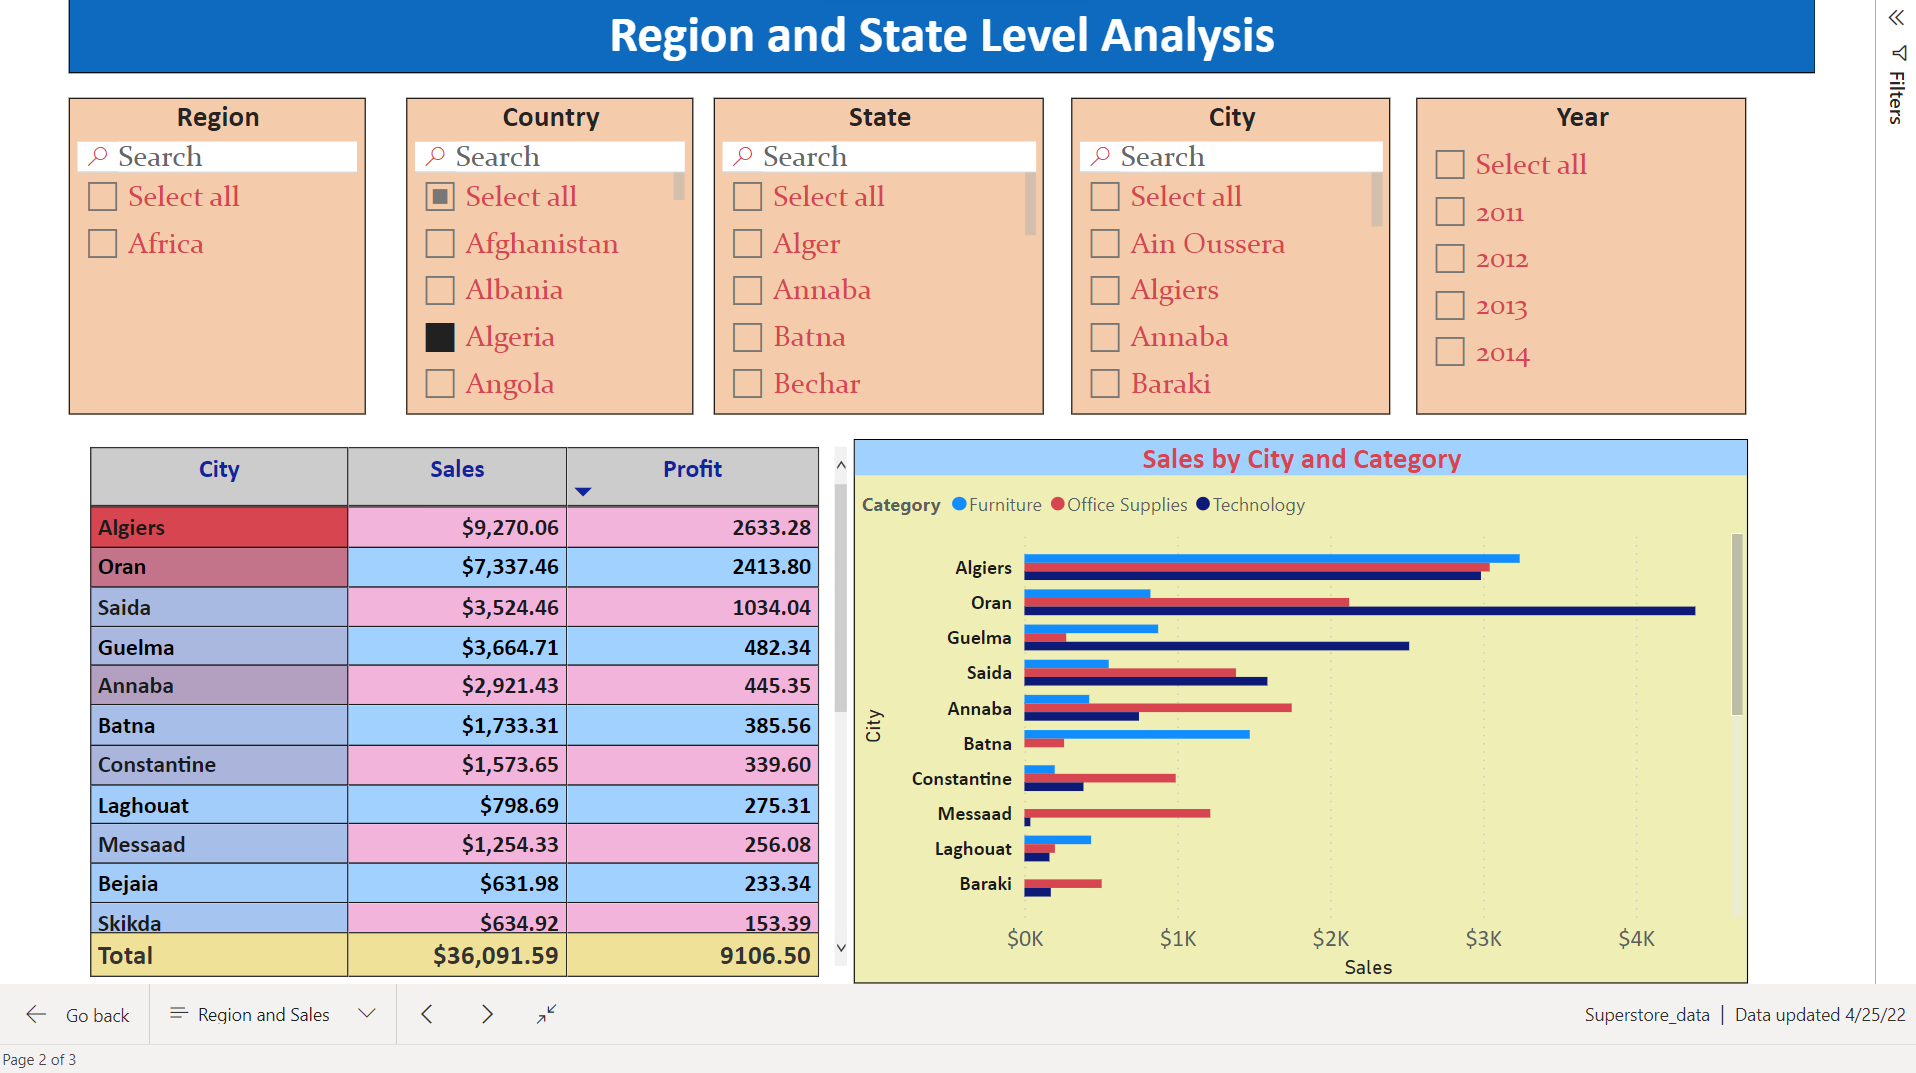 Region and State Level Analysis
Filters
Region
Search
Select all
Africa
Country
Search
Select all
Afghanistan
Albania
Algeria
Angola
State
Search
Select all
Alger
Annaba
Batna
Bechar
City
Search
Select all
Ain Oussera
Algiers
Annaba
Baraki
Year
Select all
2011
2012
2013
2014
City Sales Profit
Algiers $9,270.06 2633.28
Oran $7,337.46 2413.80
Saida $3,524.46 1034.04
Guelma $3,664.71 482.34
Annaba $2,921.43 445.35
Batna $1,733.31 385.56
Constantine $1,573.65 339.60
Laghouat $798.69 275.31
Messaad $1,254.33 256.08
Bejaia $631.98 233.34
Skikda $634.92 153.39
Total $36,091.59 9106.50
Sales by City and Category
Category Furniture Office Supplies Technology
City
Algiers
Oran
Guelma
Saida
Annaba
Batna
Constantine
Messaad
Laghouat
Baraki
$0K $1K $2K $3K $4K
Sales
Go back Region and Sales Superstore_data | Data updated 4/25/22
Page 2 of 3